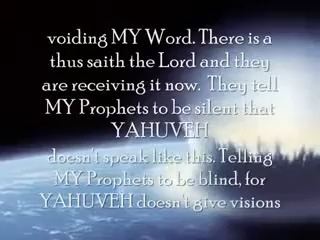 voiding MY Word. There is a
thus saith the Lord and they
are receiving it now. They tell
MY Prophets to be silent that
YAHUVEH
doesn't speak like this. Telling
MY Prophets to be blind, for
YAHUVEH doesn't give visions